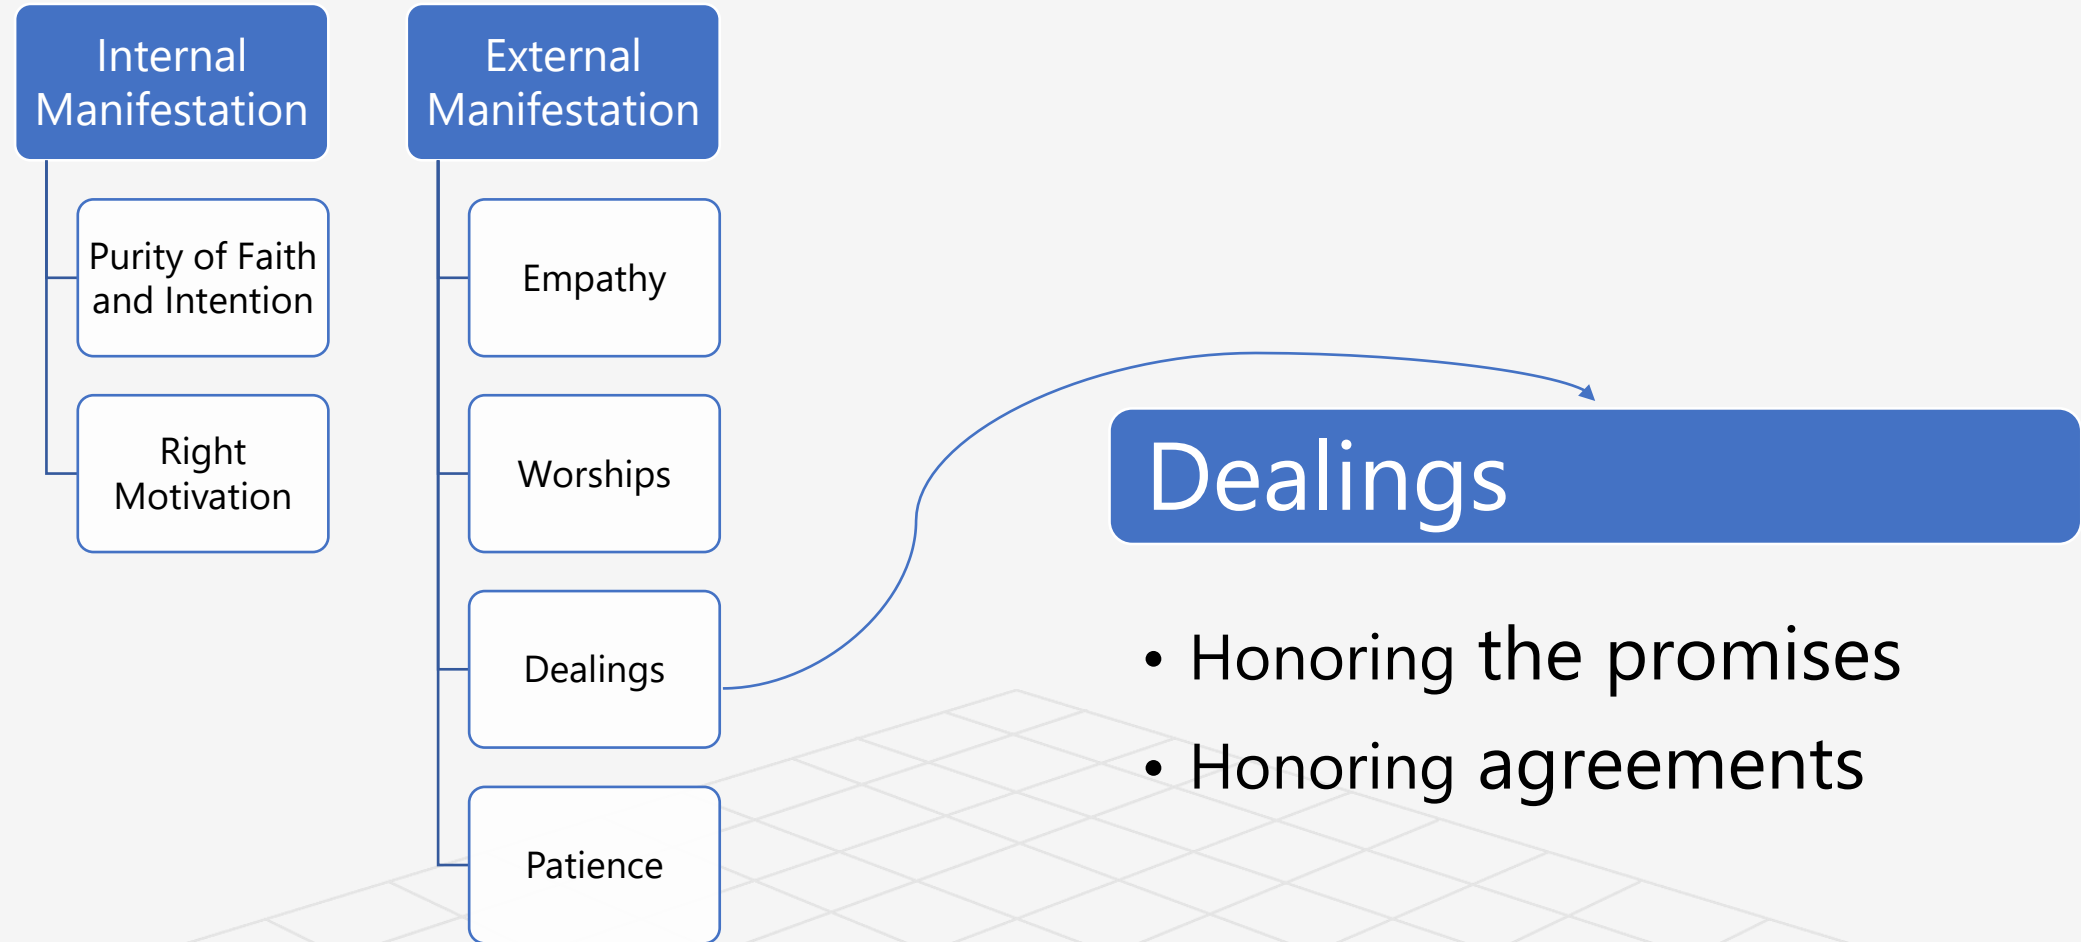 Internal
Manifestation
Purity of Faith
and Intention
Right
Motivation
External
Manifestation
Empathy
Worships
Dealings
Patience
Dealings
• Honoring the promises
• Honoring agreements